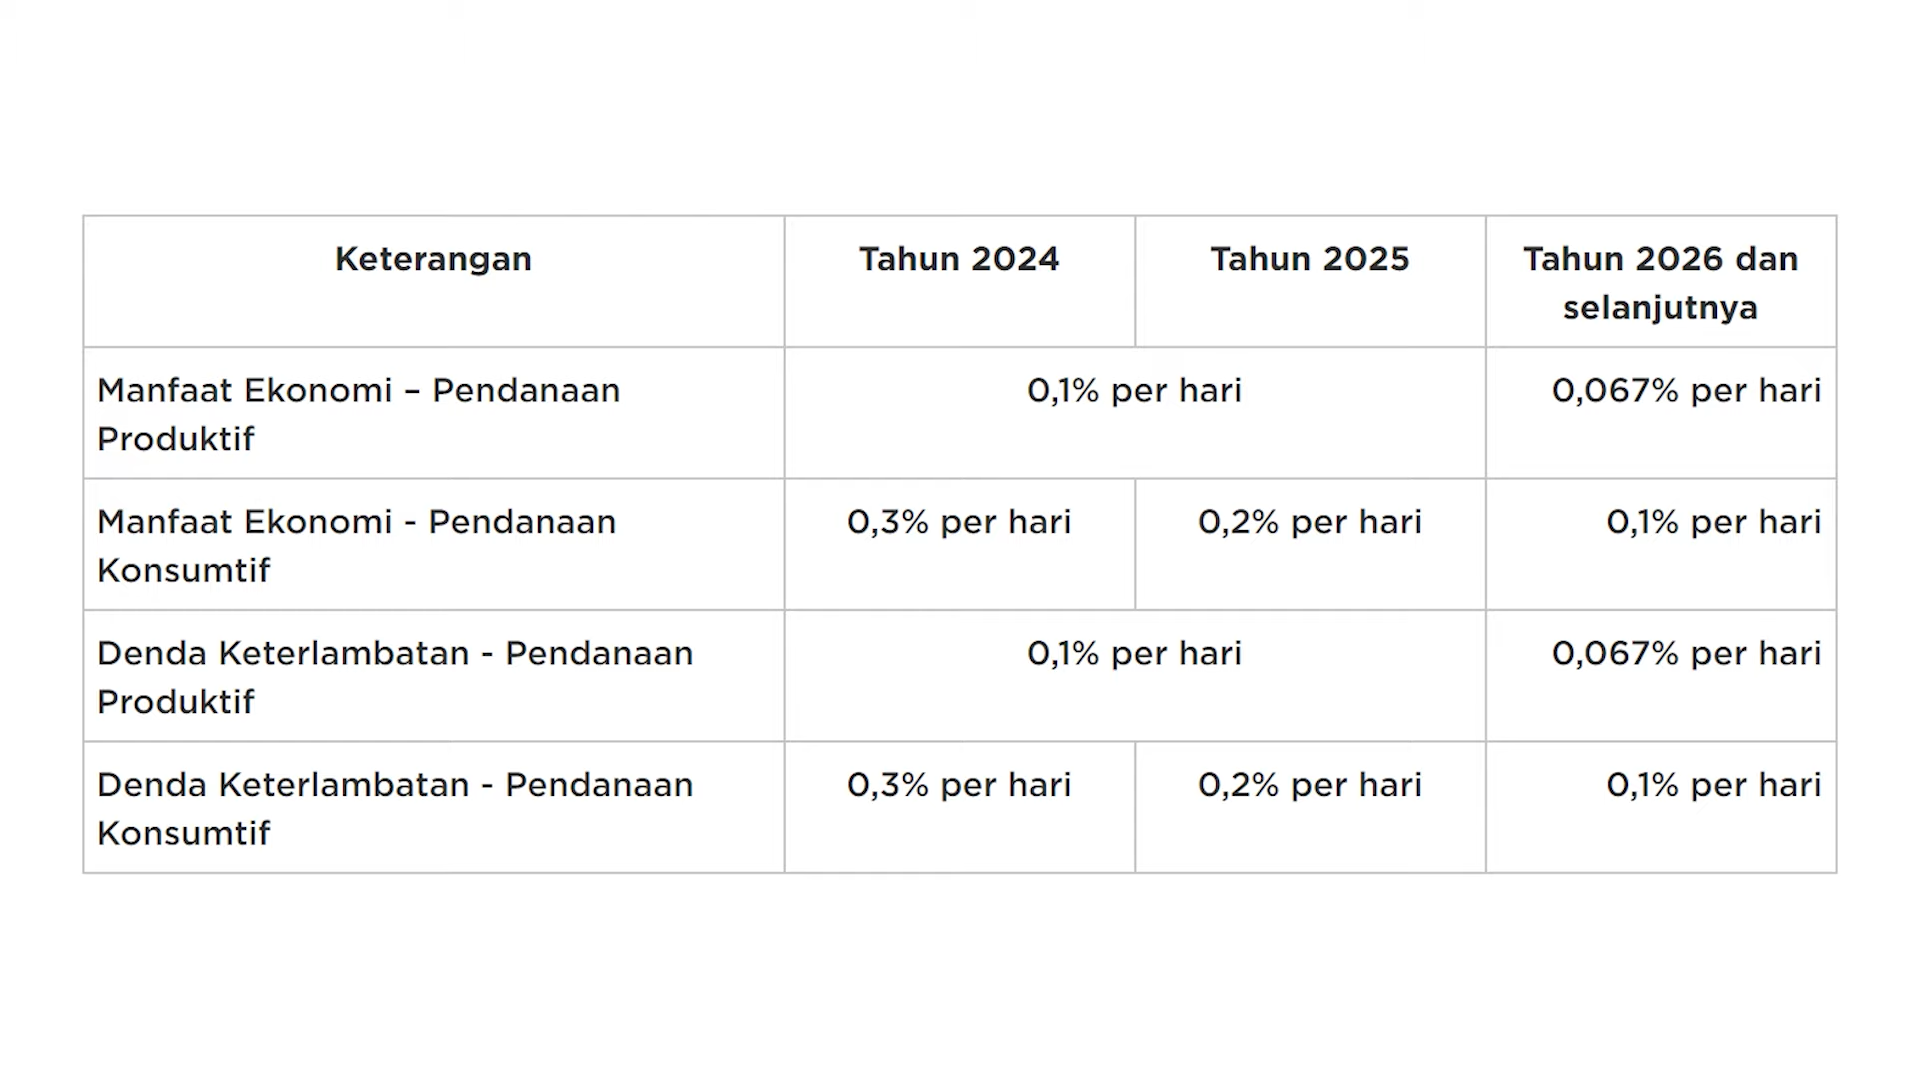 Keterangan
Tahun 2024
Tahun 2025
Tahun 2026 dan
selanjutnya
Manfaat Ekonomi – Pendanaan
Produktif
0,1% per hari
0,067% per hari
Manfaat Ekonomi - Pendanaan
Konsumtif
0,3% per hari
0,2% per hari
0,1% per hari
Denda Keterlambatan - Pendanaan
Produktif
0,1% per hari
0,067% per hari
Denda Keterlambatan - Pendanaan
Konsumtif
0,3% per hari
0,2% per hari
0,1% per hari